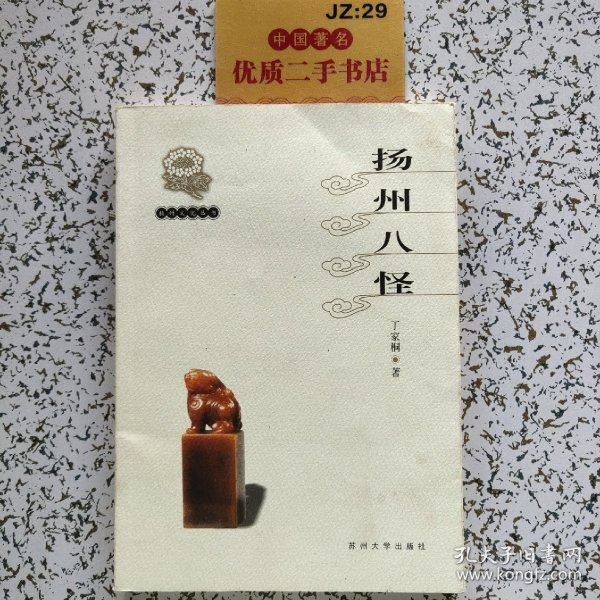 JZ:29
中国著名
优质二手书店
扬州八怪
丁家桐 著
苏州大学出版社
孔夫子旧书网
www.kongfz.com